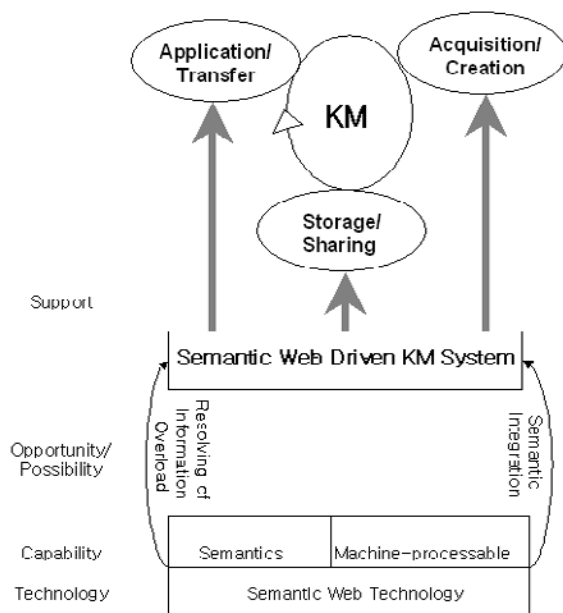 Application/
Transfer
KM
Acquisition/
Creation
Storage/
Sharing
Support
Semantic Web Driven KM System
Opportunity/
Possibility
Resolving cf
Information
Overload
Semantic
Integration
Capability
Semantics
Machine-processable
Technology
Semantic Web Technology